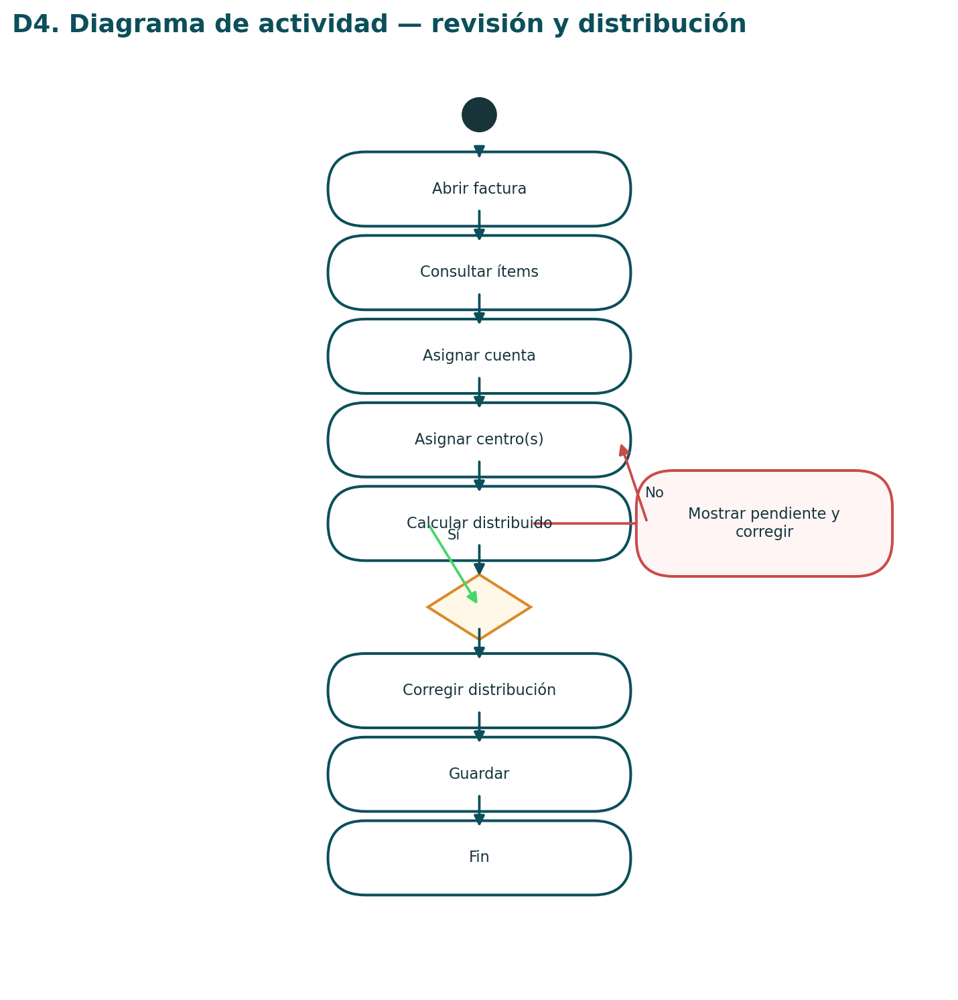 D4. Diagrama de actividad — revisión y distribución
Abrir factura
Consultar ítems
Asignar cuenta
Asignar centro(s)
No
Mostrar pendiente y
corregir
Calcular distribuido
Sí
Corregir distribución
Guardar
Fin